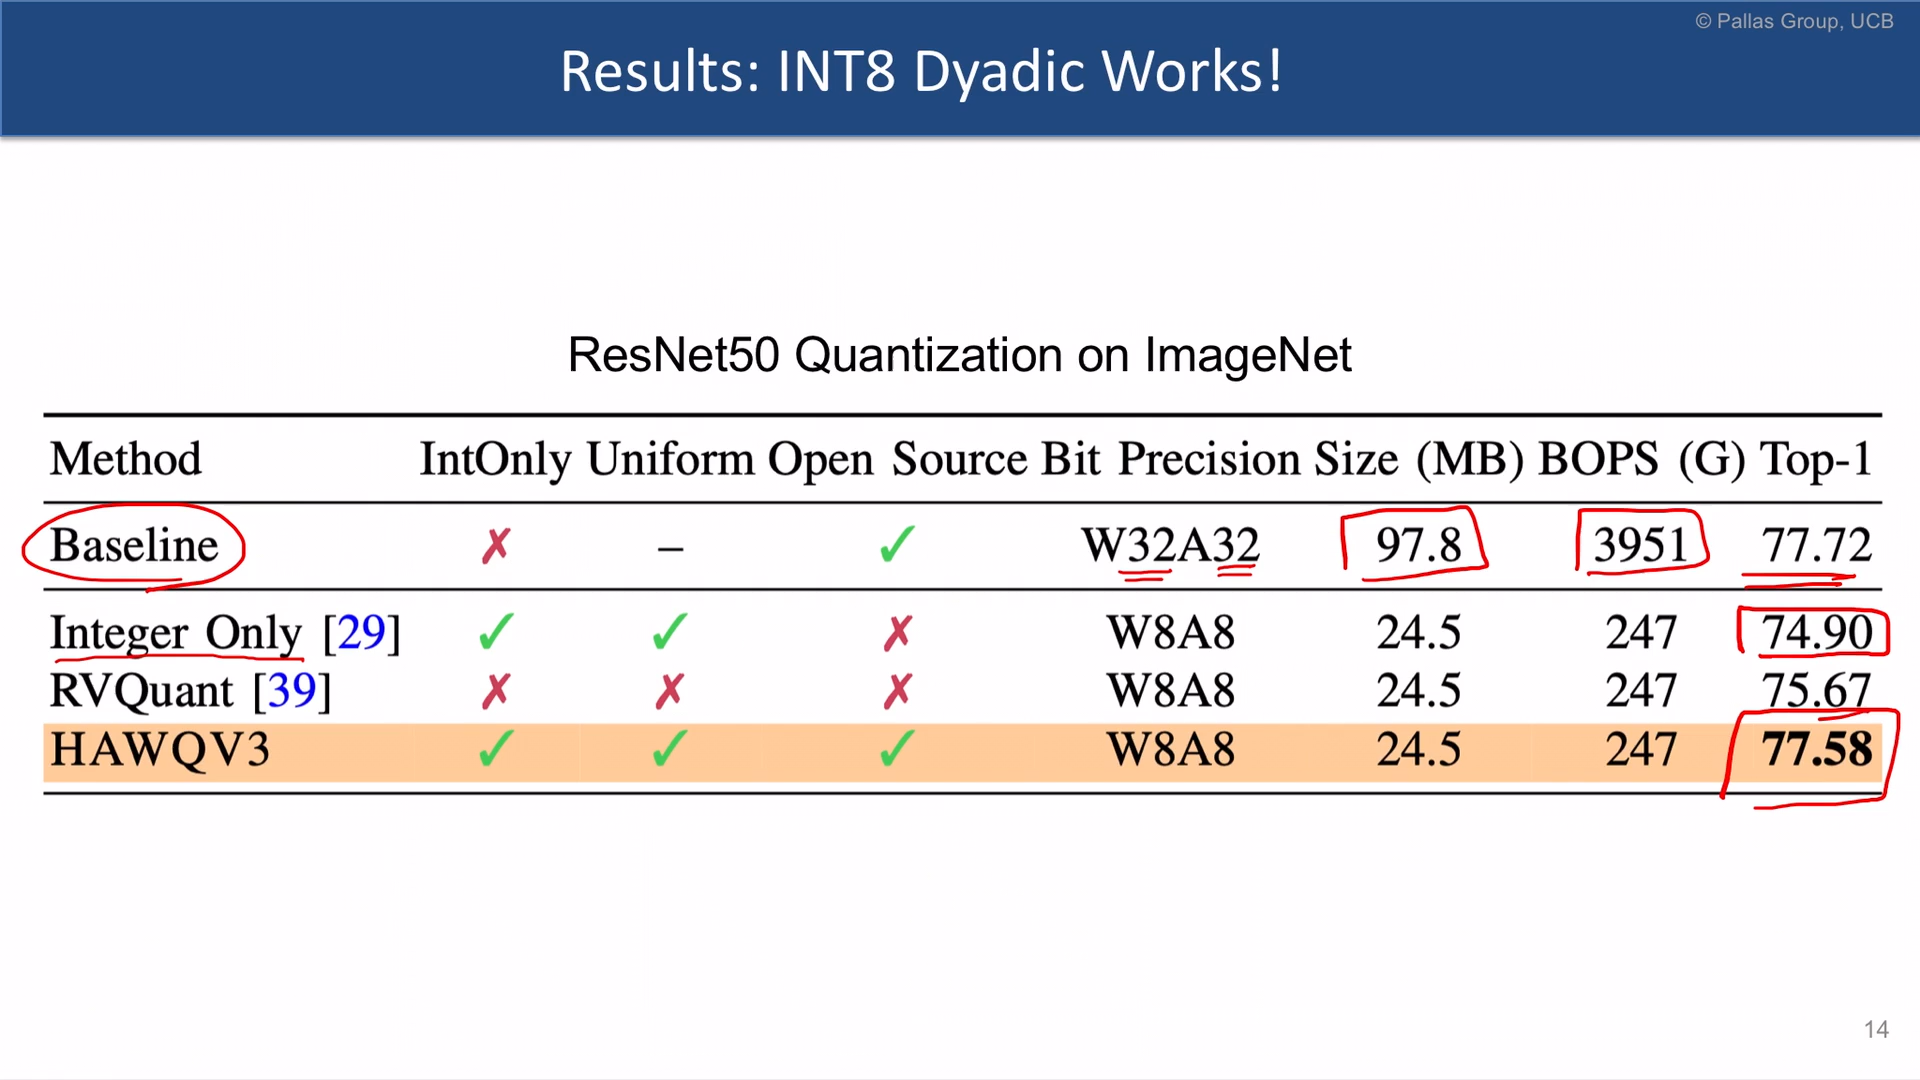 © Pallas Group, UCB
Results: INT8 Dyadic Works!
ResNet50 Quantization on ImageNet
Method IntOnly Uniform Open Source Bit Precision Size (MB) BOPS (G) Top-1
Baseline ✗ – ✓ W32A32 97.8 3951 77.72
Integer Only [29] ✓ ✓ ✗ W8A8 24.5 247 74.90
RVQuant [39] ✗ ✗ ✗ W8A8 24.5 247 75.67
HAWQV3 ✓ ✓ ✓ W8A8 24.5 247 77.58
14